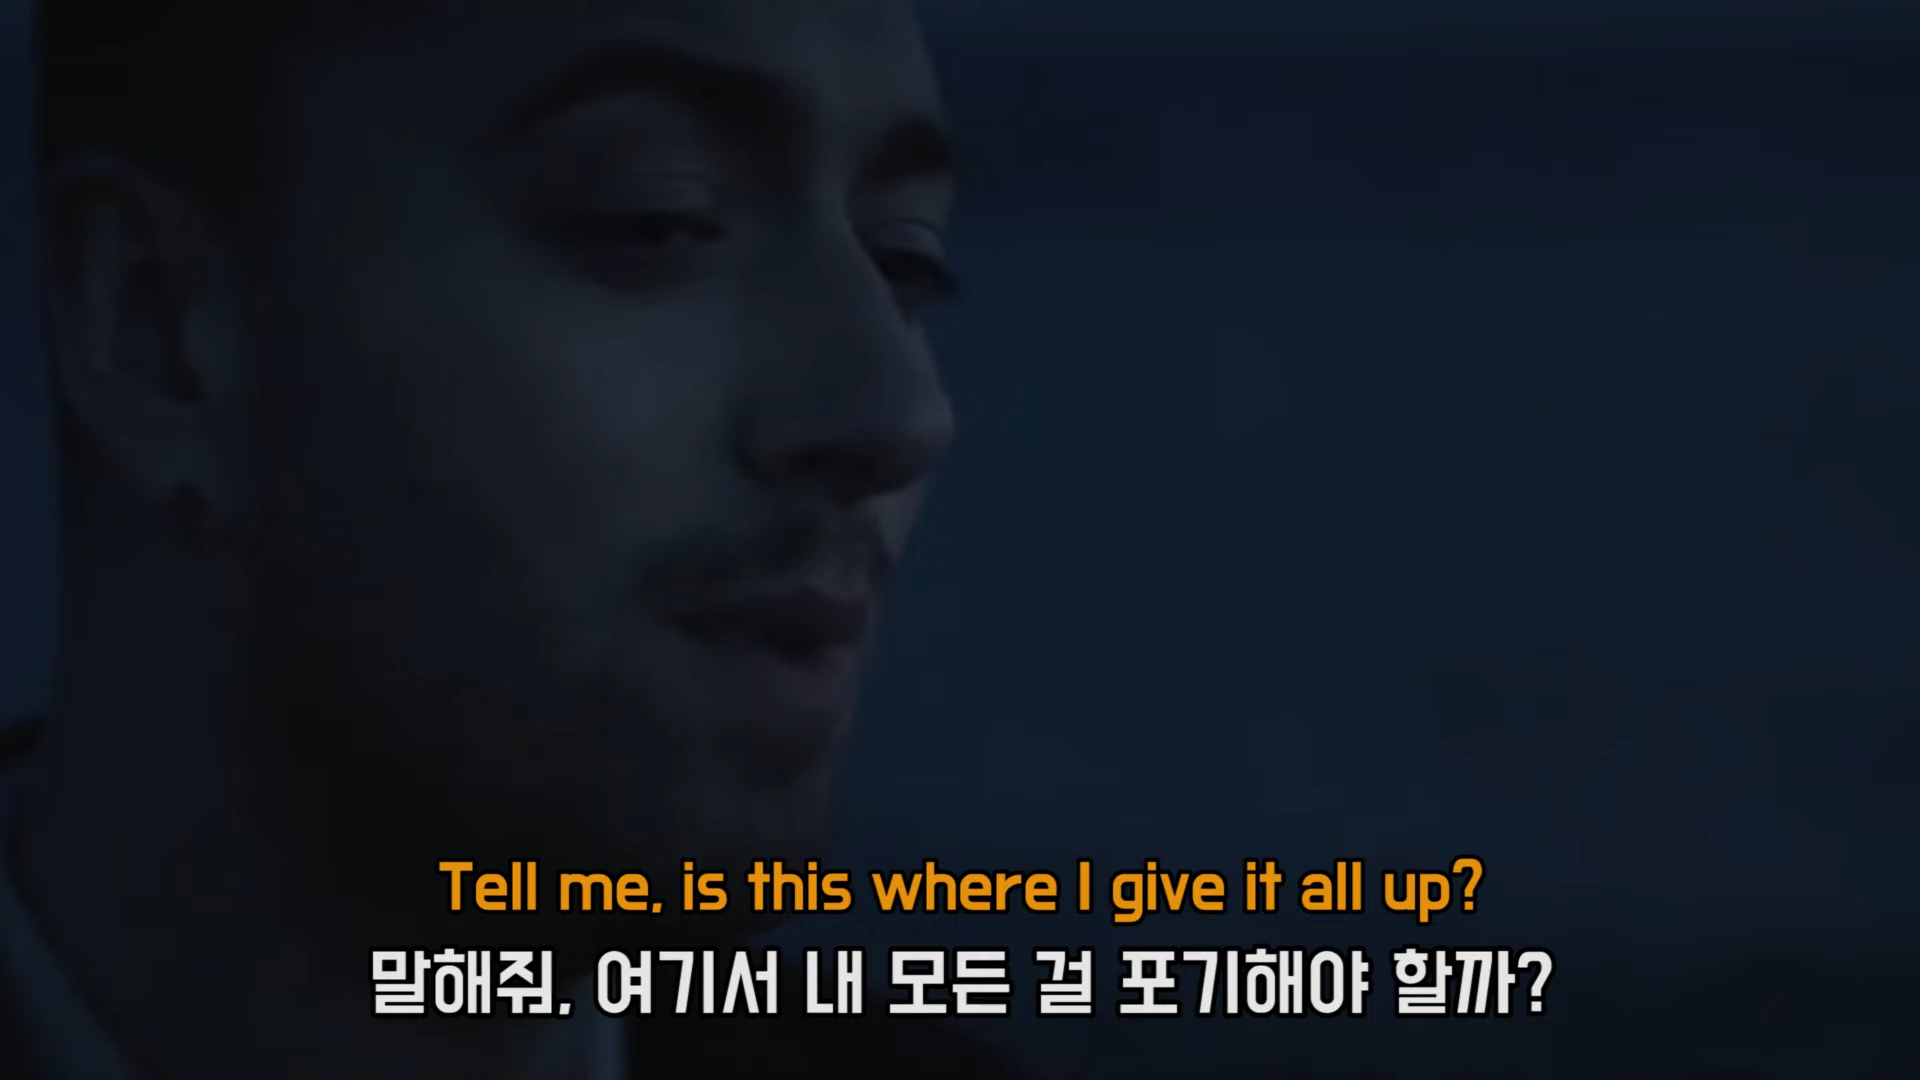 Tell me, is this where I give it all up?
말해줘, 여기서 내 모든 걸 포기해야 할까?